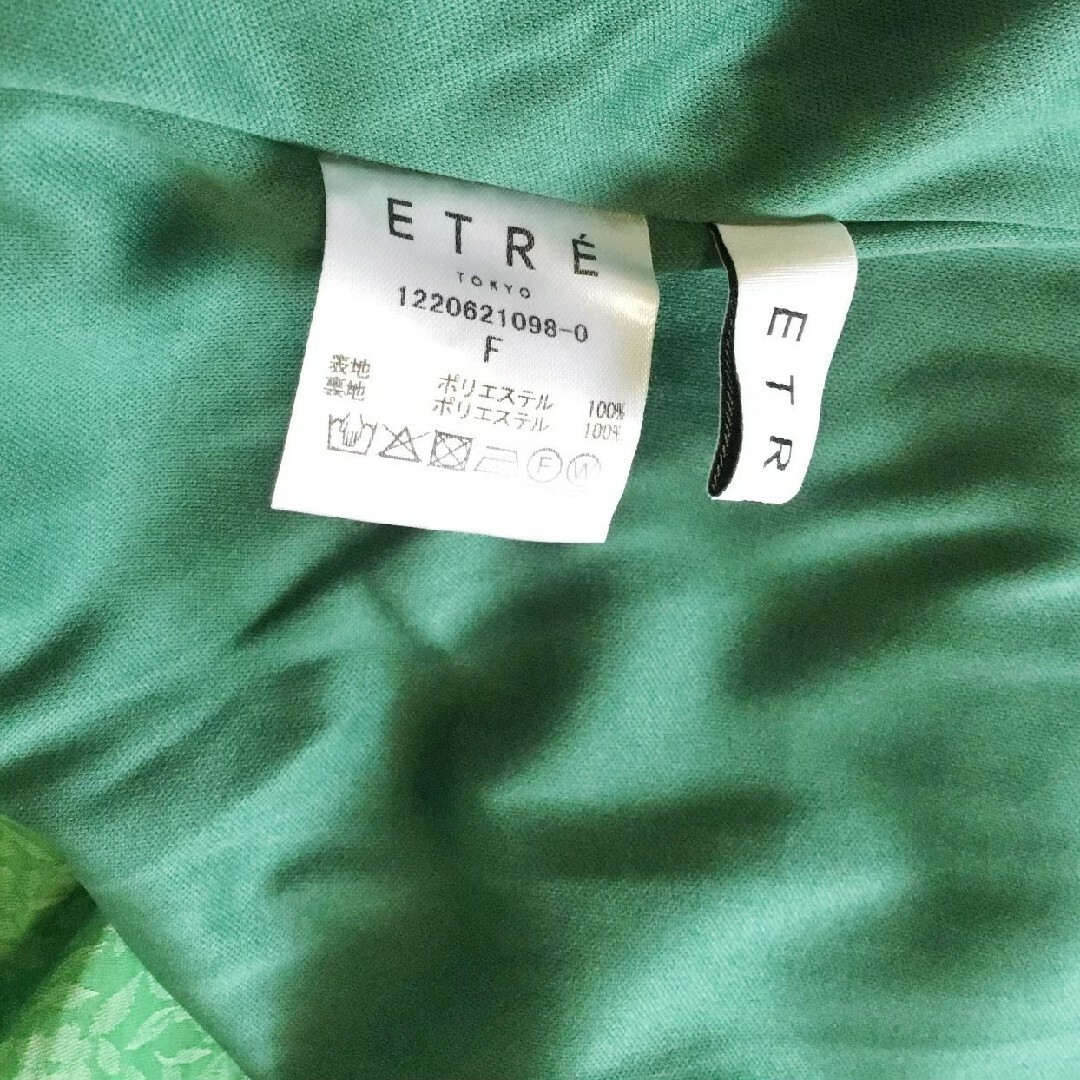 ETRÉ
TOKYO
1220621098-0
F
表地 ポリエステル 100%
裏地 ポリエステル 100%
F W
ETR